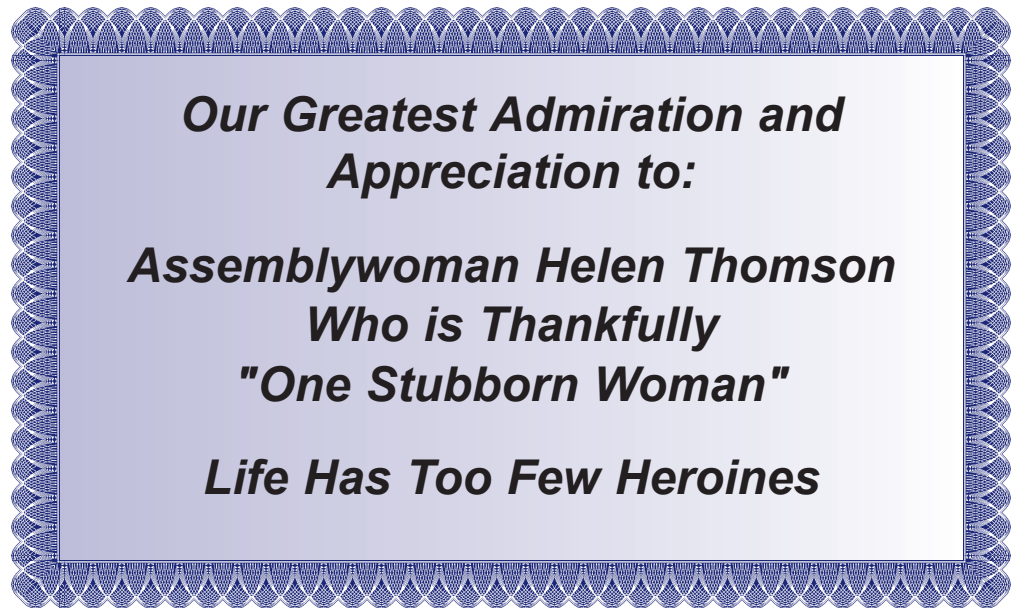 Our Greatest Admiration and
Appreciation to:
Assemblywoman Helen Thomson
Who is Thankfully
"One Stubborn Woman"
Life Has Too Few Heroines